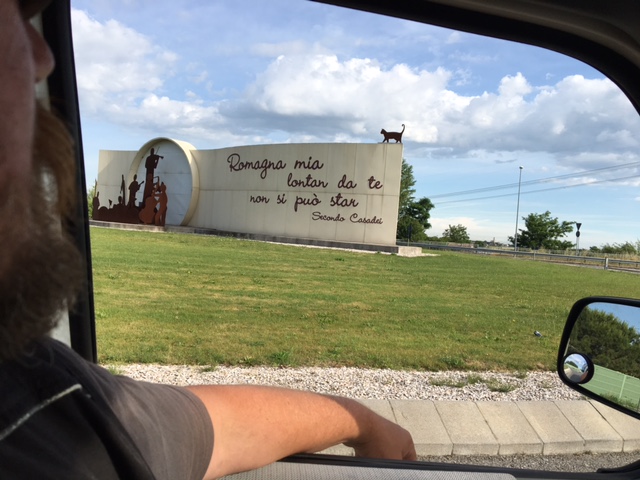 Romagna mia
lontan da te
non si può star
Secondo Casadei